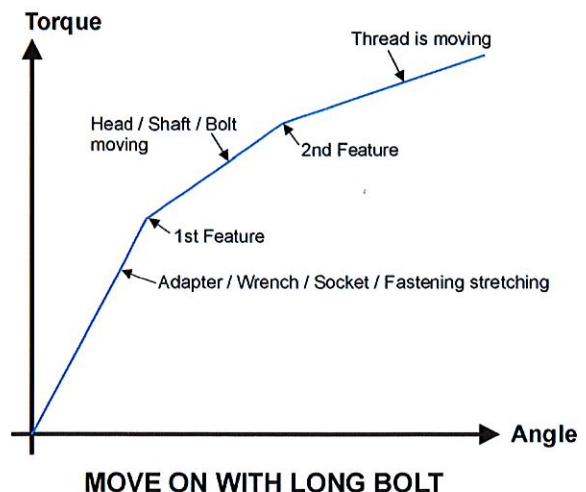 Torque
Thread is moving
Head / Shaft / Bolt
moving
2nd Feature
1st Feature
Adapter / Wrench / Socket / Fastening stretching
Angle
MOVE ON WITH LONG BOLT